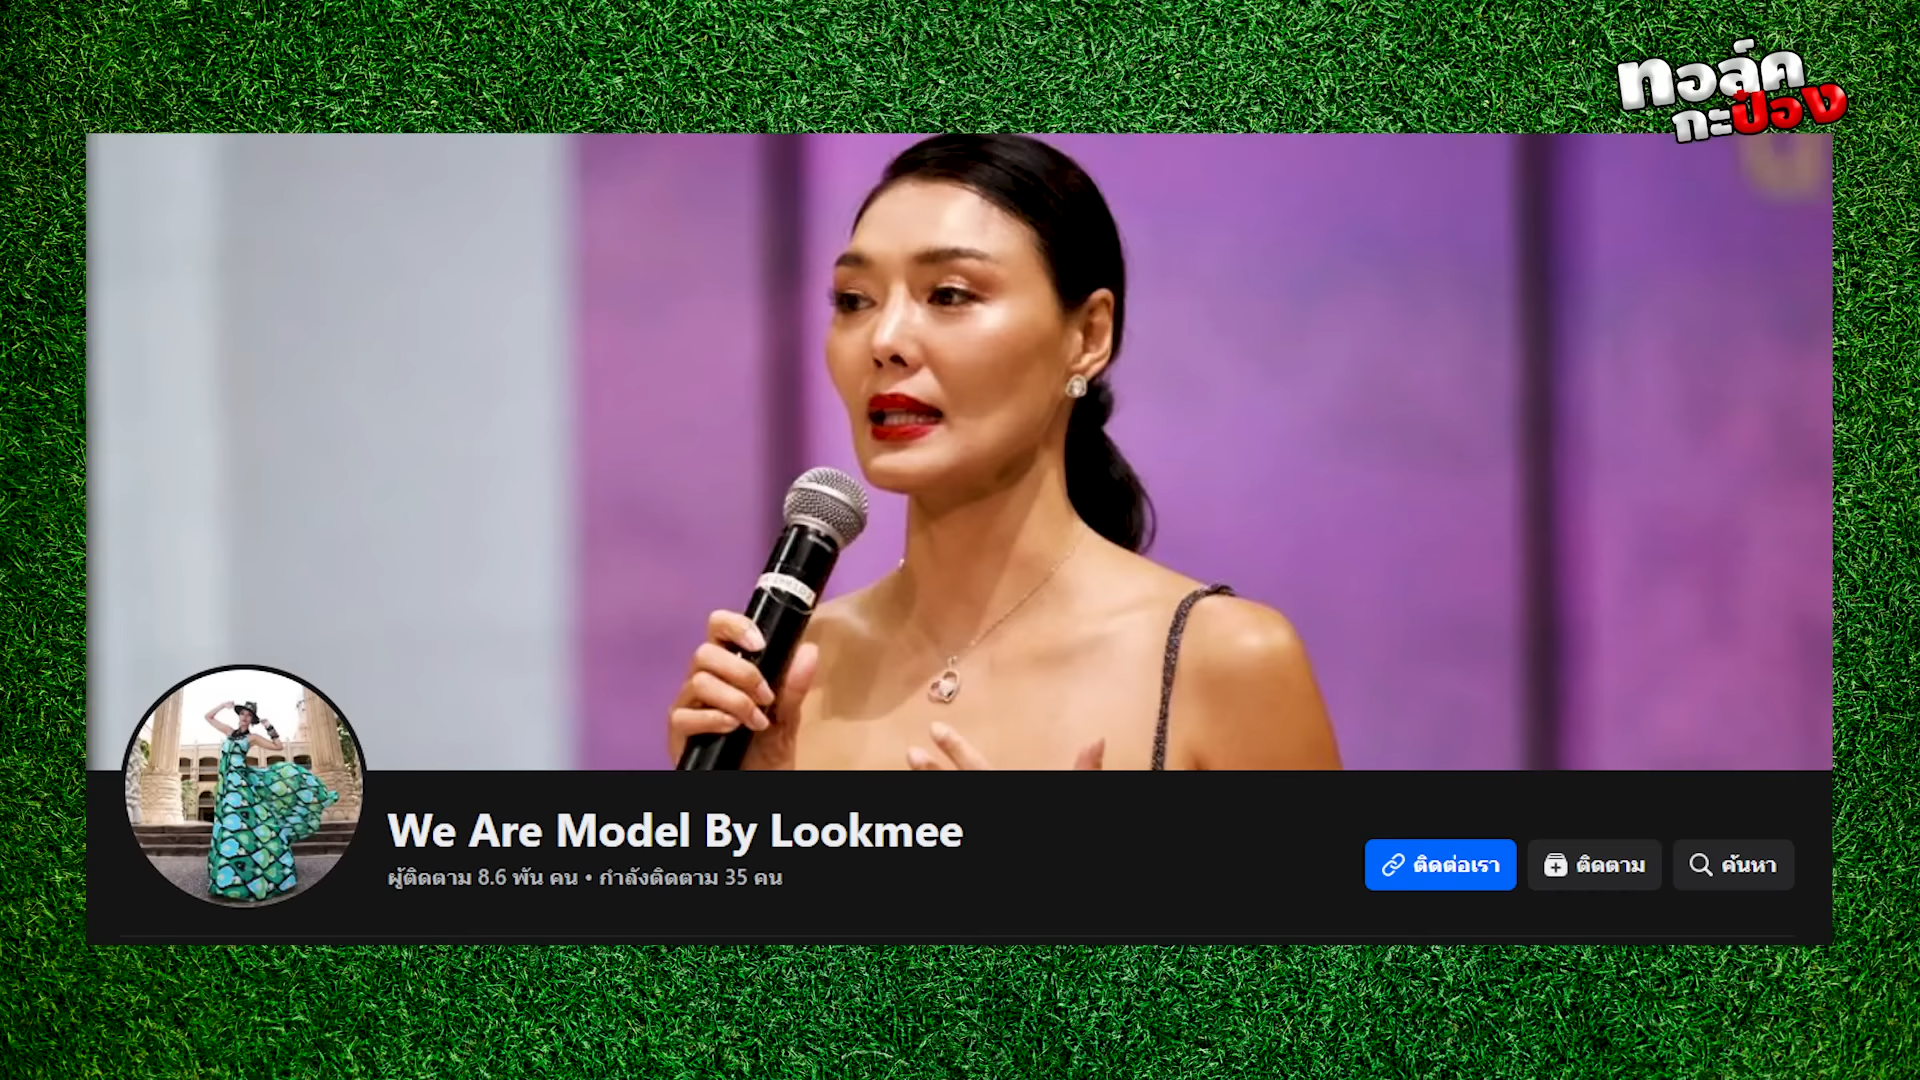 ทอล์ค
กะป๋อง
We Are Model By Lookmee
ผู้ติดตาม 8.6 พัน คน • กำลังติดตาม 35 คน
ติดต่อเรา
ติดตาม
ค้นหา